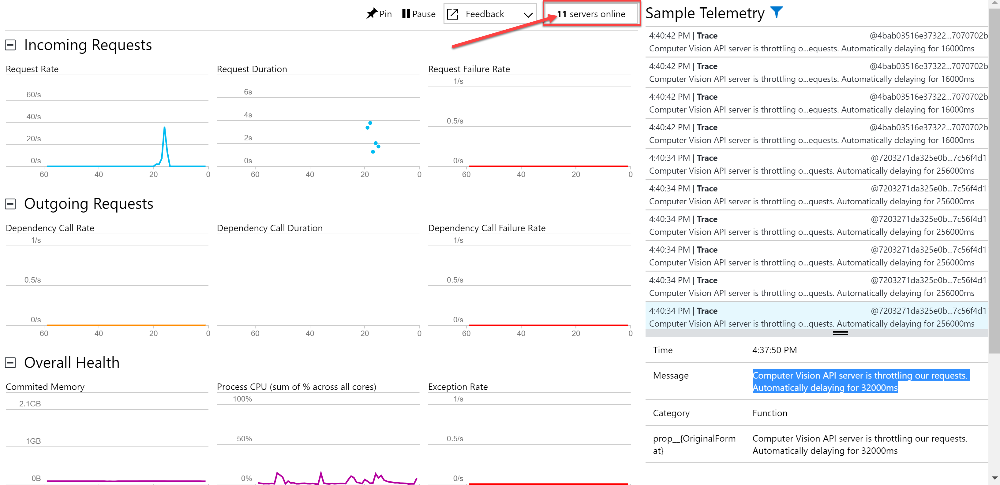 Pin
Pause
Feedback
11 servers online
Incoming Requests
Request Rate
60/s
40/s
20/s
0/s
60 40 20 0
Request Duration
6s
4s
2s
0s
60 40 20 0
Request Failure Rate
1/s
0.5/s
0/s
60 40 20 0
Outgoing Requests
Dependency Call Rate
1/s
0.5/s
0/s
60 40 20 0
Dependency Call Duration
60 40 20 0
Dependency Call Failure Rate
1/s
0.5/s
0/s
60 40 20 0
Overall Health
Commited Memory
2.1GB
1GB
0B
Process CPU (sum of % across all cores)
100%
50%
0%
Exception Rate
1/s
0.5/s
0/s
Sample Telemetry
4:40:42 PM | Trace @4bab03516e37322...7070702b
Computer Vision API server is throttling o...equests. Automatically delaying for 16000ms
4:40:42 PM | Trace @4bab03516e37322...7070702b
Computer Vision API server is throttling o...equests. Automatically delaying for 16000ms
4:40:42 PM | Trace @4bab03516e37322...7070702b
Computer Vision API server is throttling o...equests. Automatically delaying for 16000ms
4:40:42 PM | Trace @4bab03516e37322...7070702b
Computer Vision API server is throttling o...equests. Automatically delaying for 16000ms
4:40:34 PM | Trace @7203271da325e0b...7c56f4d1
Computer Vision API server is throttling o...quests. Automatically delaying for 256000ms
4:40:34 PM | Trace @7203271da325e0b...7c56f4d1
Computer Vision API server is throttling o...quests. Automatically delaying for 256000ms
4:40:34 PM | Trace @7203271da325e0b...7c56f4d1
Computer Vision API server is throttling o...quests. Automatically delaying for 256000ms
4:40:34 PM | Trace @7203271da325e0b...7c56f4d1
Computer Vision API server is throttling o...quests. Automatically delaying for 256000ms
4:40:34 PM | Trace @7203271da325e0b...7c56f4d1
Computer Vision API server is throttling o...quests. Automatically delaying for 256000ms
4:40:34 PM | Trace @7203271da325e0b...7c56f4d1
Computer Vision API server is throttling o...quests. Automatically delaying for 256000ms
Time 4:37:50 PM
Message Computer Vision API server is throttling our requests.
Automatically delaying for 32000ms
Category Function
prop__{OriginalForm Computer Vision API server is throttling our requests.
at} Automatically delaying for 32000ms